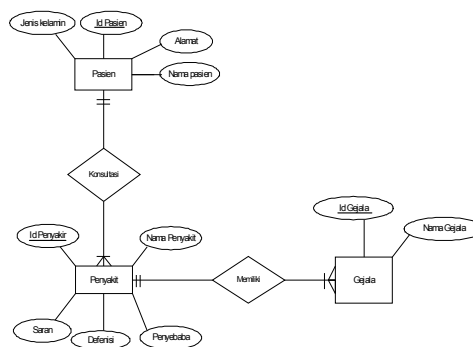 Jenis kelamin
Id Pasien
Alamat
Pasien
Nama pasien
Konsultasi
Id Penyakir
Nama Penyakit
Id Gejala
Nama Gejala
Penyakit
Memiliki
Gejala
Saran
Defenisi
Penyebaba